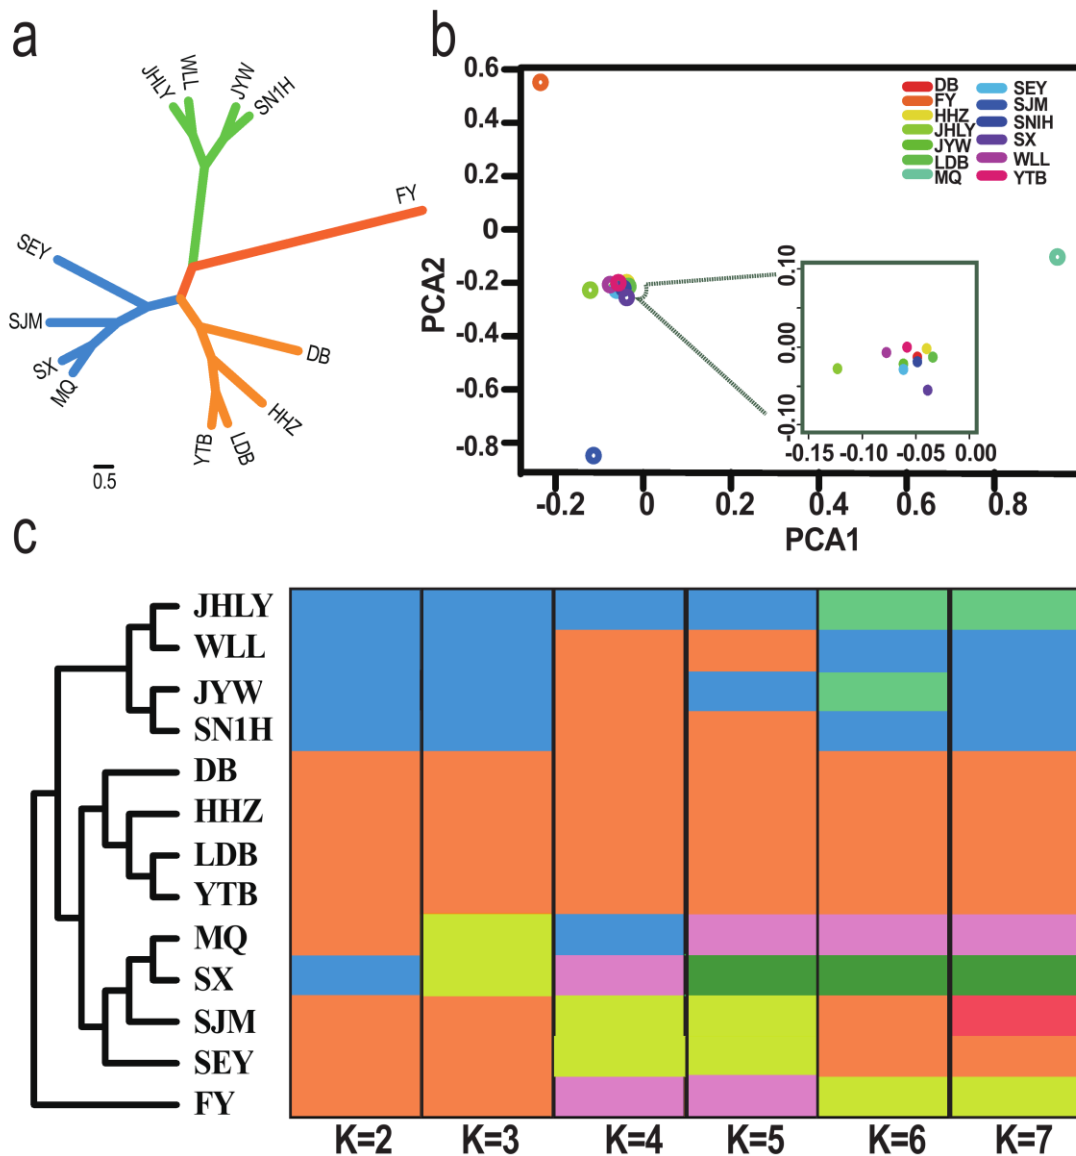 a
WLL
JHLY
JYW
SN1H
FY
SEY
SJM
SX
MQ
DB
HHZ
LDB
YTB
0.5
b
0.6
0.4
0.2
0
-0.2
-0.4
-0.6
-0.8
PCA2
-0.2 0 0.2 0.4 0.6 0.8
PCA1
DB SEY
FY SJM
HHZ SNIH
JHLY SX
JYW WLL
LDB YTB
MQ
0.10
0.00
-0.10
-0.15 -0.10 -0.05 0.00
c
JHLY
WLL
JYW
SN1H
DB
HHZ
LDB
YTB
MQ
SX
SJM
SEY
FY
K=2 K=3 K=4 K=5 K=6 K=7